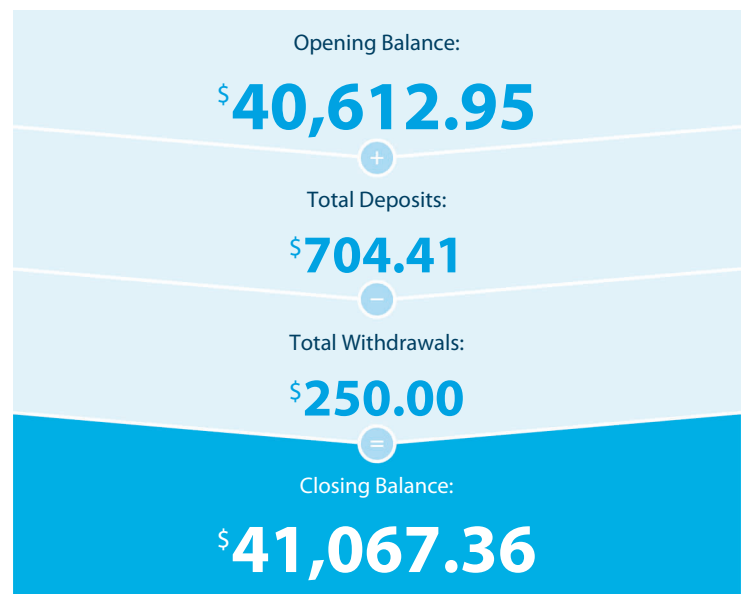 Opening Balance:
$40,612.95
+
Total Deposits:
$704.41
−
Total Withdrawals:
$250.00
=
Closing Balance:
$41,067.36